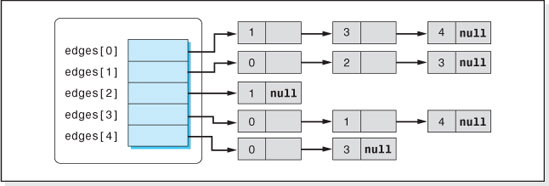 edges[0] 1 3 4 null
edges[1] 0 2 3 null
edges[2] 1 null
edges[3] 0 1 4 null
edges[4] 0 3 null